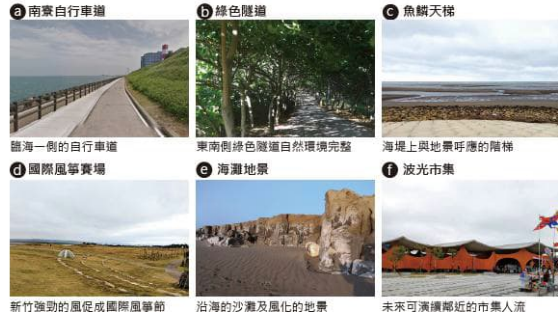 a 南寮自行車道
b 綠色隧道
c 魚鱗天梯
臨海一側的自行車道
東南側綠色隧道自然環境完整
海堤上與地景呼應的階梯
d 國際風箏賽場
e 海灘地景
f 波光市集
新竹強勁的風促成國際風箏節
沿海的沙灘及風化的地景
未來可演續鄰近的市集人流